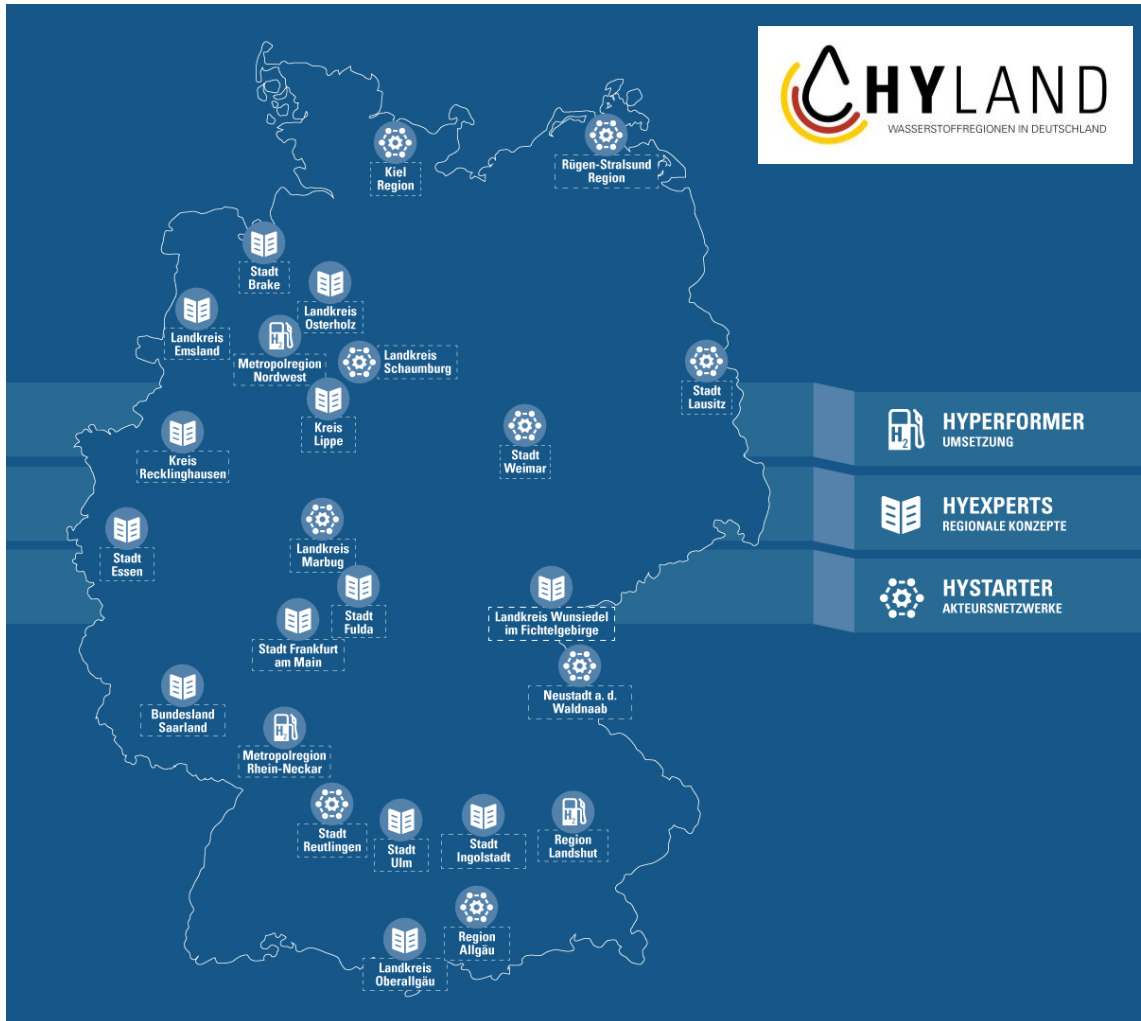 HYLAND
WASSERSTOFFREGIONEN IN DEUTSCHLAND
Kiel
Region
Rügen-Stralsund
Region
Stadt
Brake
Landkreis
Osterholz
Landkreis
Emsland
Metropolregion
Nordwest
Landkreis
Schaumburg
Stadt
Lausitz
Kreis
Lippe
Kreis
Recklinghausen
Stadt
Weimar
Stadt
Essen
Landkreis
Marbug
Stadt
Fulda
Landkreis Wunsiedel
im Fichtelgebirge
Stadt Frankfurt
am Main
Neustadt a. d.
Waldnaab
Bundesland
Saarland
Metropolregion
Rhein-Neckar
Stadt
Reutlingen
Stadt
Ulm
Stadt
Ingolstadt
Region
Landshut
Region
Allgäu
Landkreis
Oberallgäu
H2
HYPERFORMER
UMSETZUNG
HYEXPERTS
REGIONALE KONZEPTE
HYSTARTER
AKTEURSNETZWERKE